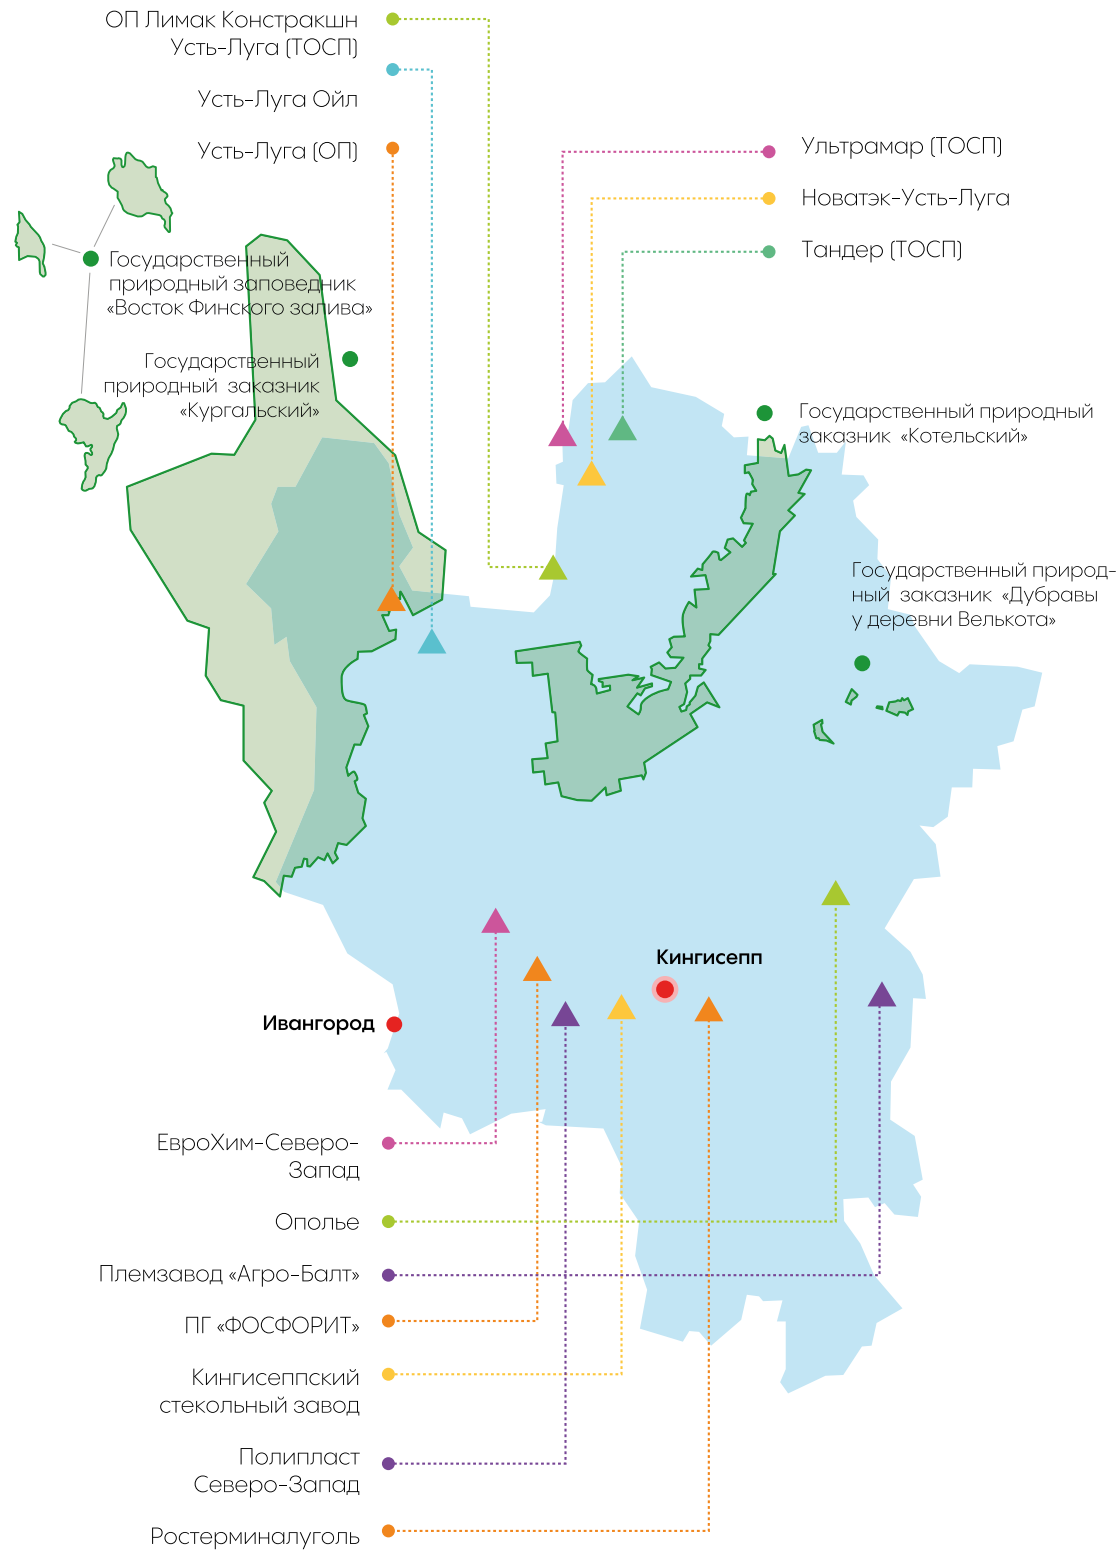 ОП Лимак Констракшн
Усть-Луга (ТОСП)
Усть-Луга Ойл
Усть-Луга (ОП)
Ультрамар (ТОСП)
Новатэк-Усть-Луга
Тандер (ТОСП)
Государственный
природный заповедник
«Восток Финского залива»
Государственный
природный заказник
«Кургальский»
Государственный природный
заказник «Котельский»
Государственный природ-
ный заказник «Дубравы
у деревни Велькота»
Кингисепп
Ивангород
ЕвроХим-Северо-
Запад
Ополье
Племзавод «Агро-Балт»
ПГ «ФОСФОРИТ»
Кингисеппский
стекольный завод
Полипласт
Северо-Запад
Ростерминалуголь